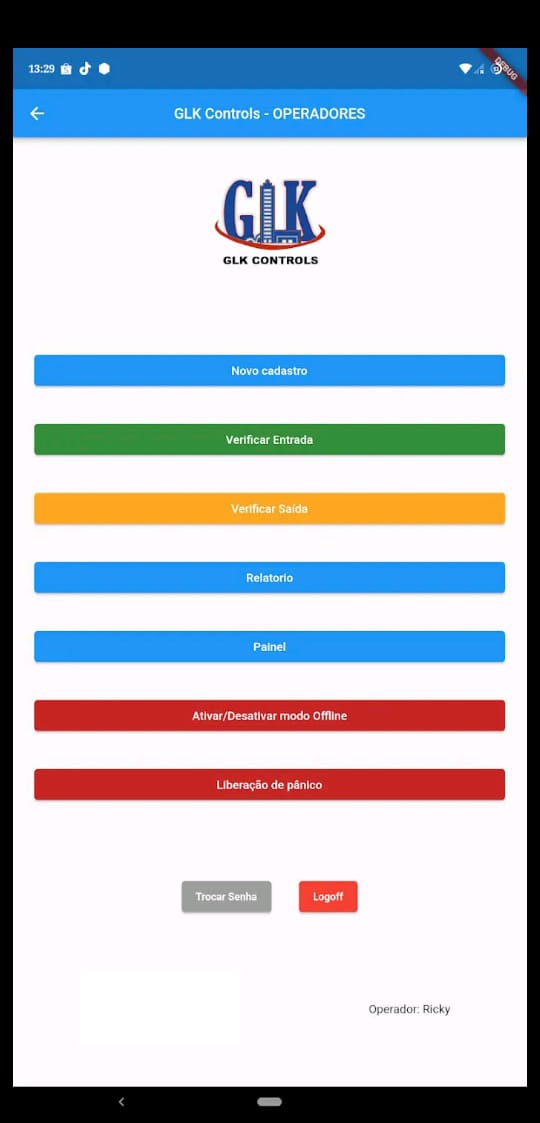 13:29
DEBUG
GLK Controls - OPERADORES
GLK
GLK CONTROLS
Novo cadastro
Verificar Entrada
Verificar Saída
Relatorio
Painel
Ativar/Desativar modo Offline
Liberação de pânico
Trocar Senha
Logoff
Operador: Ricky